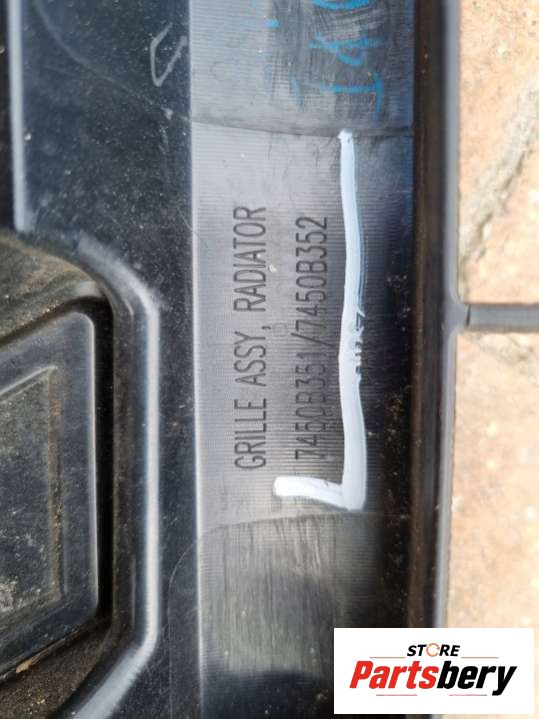 GRILLE ASSY, RADIATOR
7450B351/7450B352
STORE
Partsbery